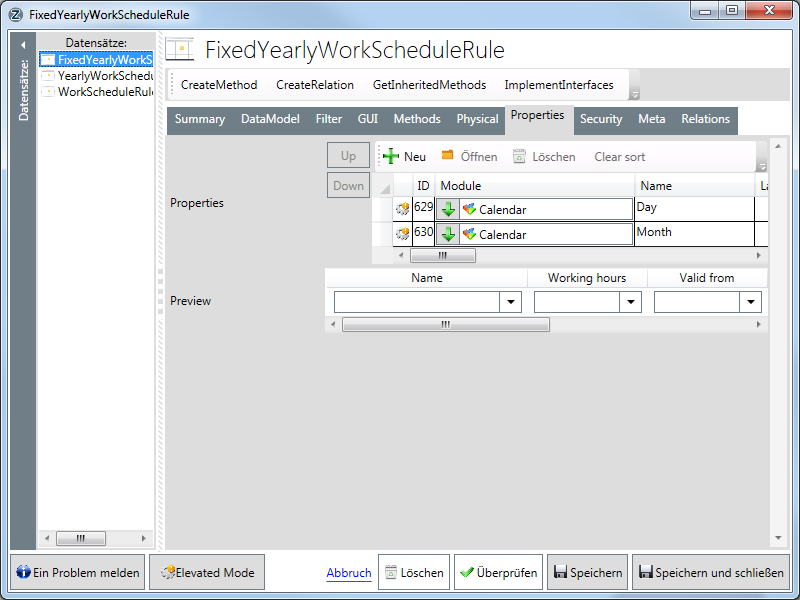 FixedYearlyWorkScheduleRule
Datensätze:
Datensätze:
FixedYearlyWorkS
YearlyWorkSchedu
WorkScheduleRule
FixedYearlyWorkScheduleRule
CreateMethod CreateRelation GetInheritedMethods ImplementInterfaces
Summary DataModel Filter GUI Methods Physical Properties Security Meta Relations
Properties
Up
Down
Neu Öffnen Löschen Clear sort
ID Module Name La
629 Calendar Day
630 Calendar Month
Preview
Name Working hours Valid from
Ein Problem melden Elevated Mode Abbruch Löschen Überprüfen Speichern Speichern und schließen